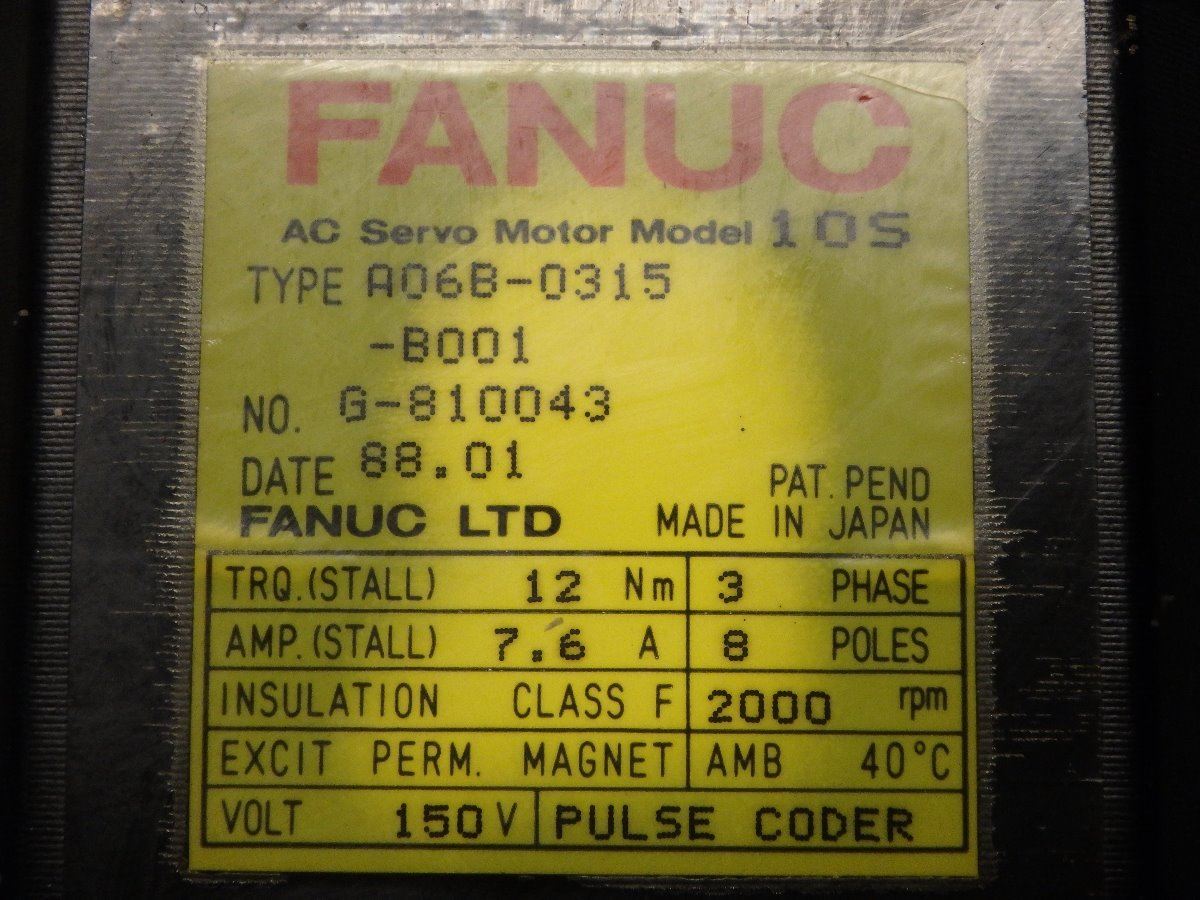 FANUC
AC Servo Motor Model 10S
TYPE A06B-0315
-B001
NO. G-810043
DATE 88.01
PAT. PEND
FANUC LTD MADE IN JAPAN
TRQ.(STALL) 12 Nm 3 PHASE
AMP.(STALL) 7.6 A 8 POLES
INSULATION CLASS F 2000 rpm
EXCIT PERM. MAGNET AMB 40°C
VOLT 150 V PULSE CODER